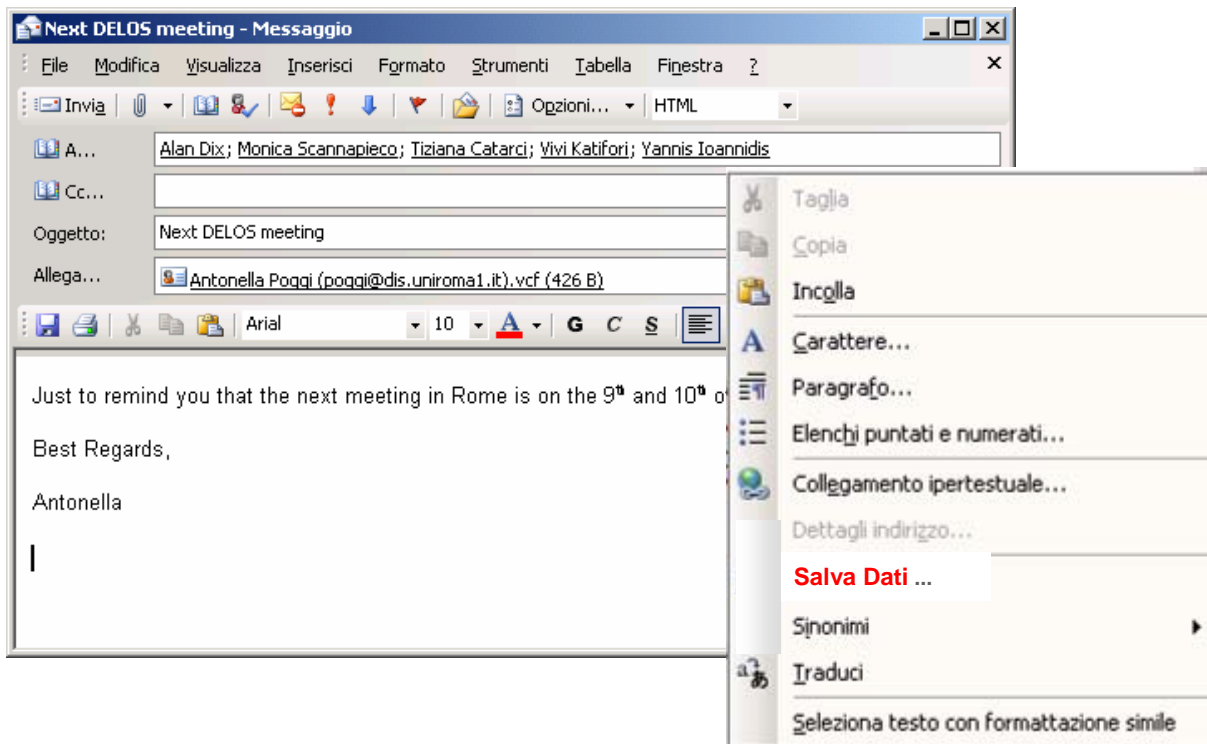 Next DELOS meeting - Messaggio
File Modifica Visualizza Inserisci Formato Strumenti Tabella Finestra ?
Invia Opzioni... HTML
A... Alan Dix; Monica Scannapieco; Tiziana Catarci; Vivi Katifori; Yannis Ioannidis
Cc...
Oggetto: Next DELOS meeting
Allega... Antonella Poggi (poggi@dis.uniroma1.it).vcf (426 B)
Arial 10 A G C S
Just to remind you that the next meeting in Rome is on the 9th and 10th
Best Regards,
Antonella
Taglia
Copia
Incolla
Carattere...
Paragrafo...
Elenchi puntati e numerati...
Collegamento ipertestuale...
Dettagli indirizzo...
Salva Dati ...
Sinonimi
Traduci
Seleziona testo con formattazione simile